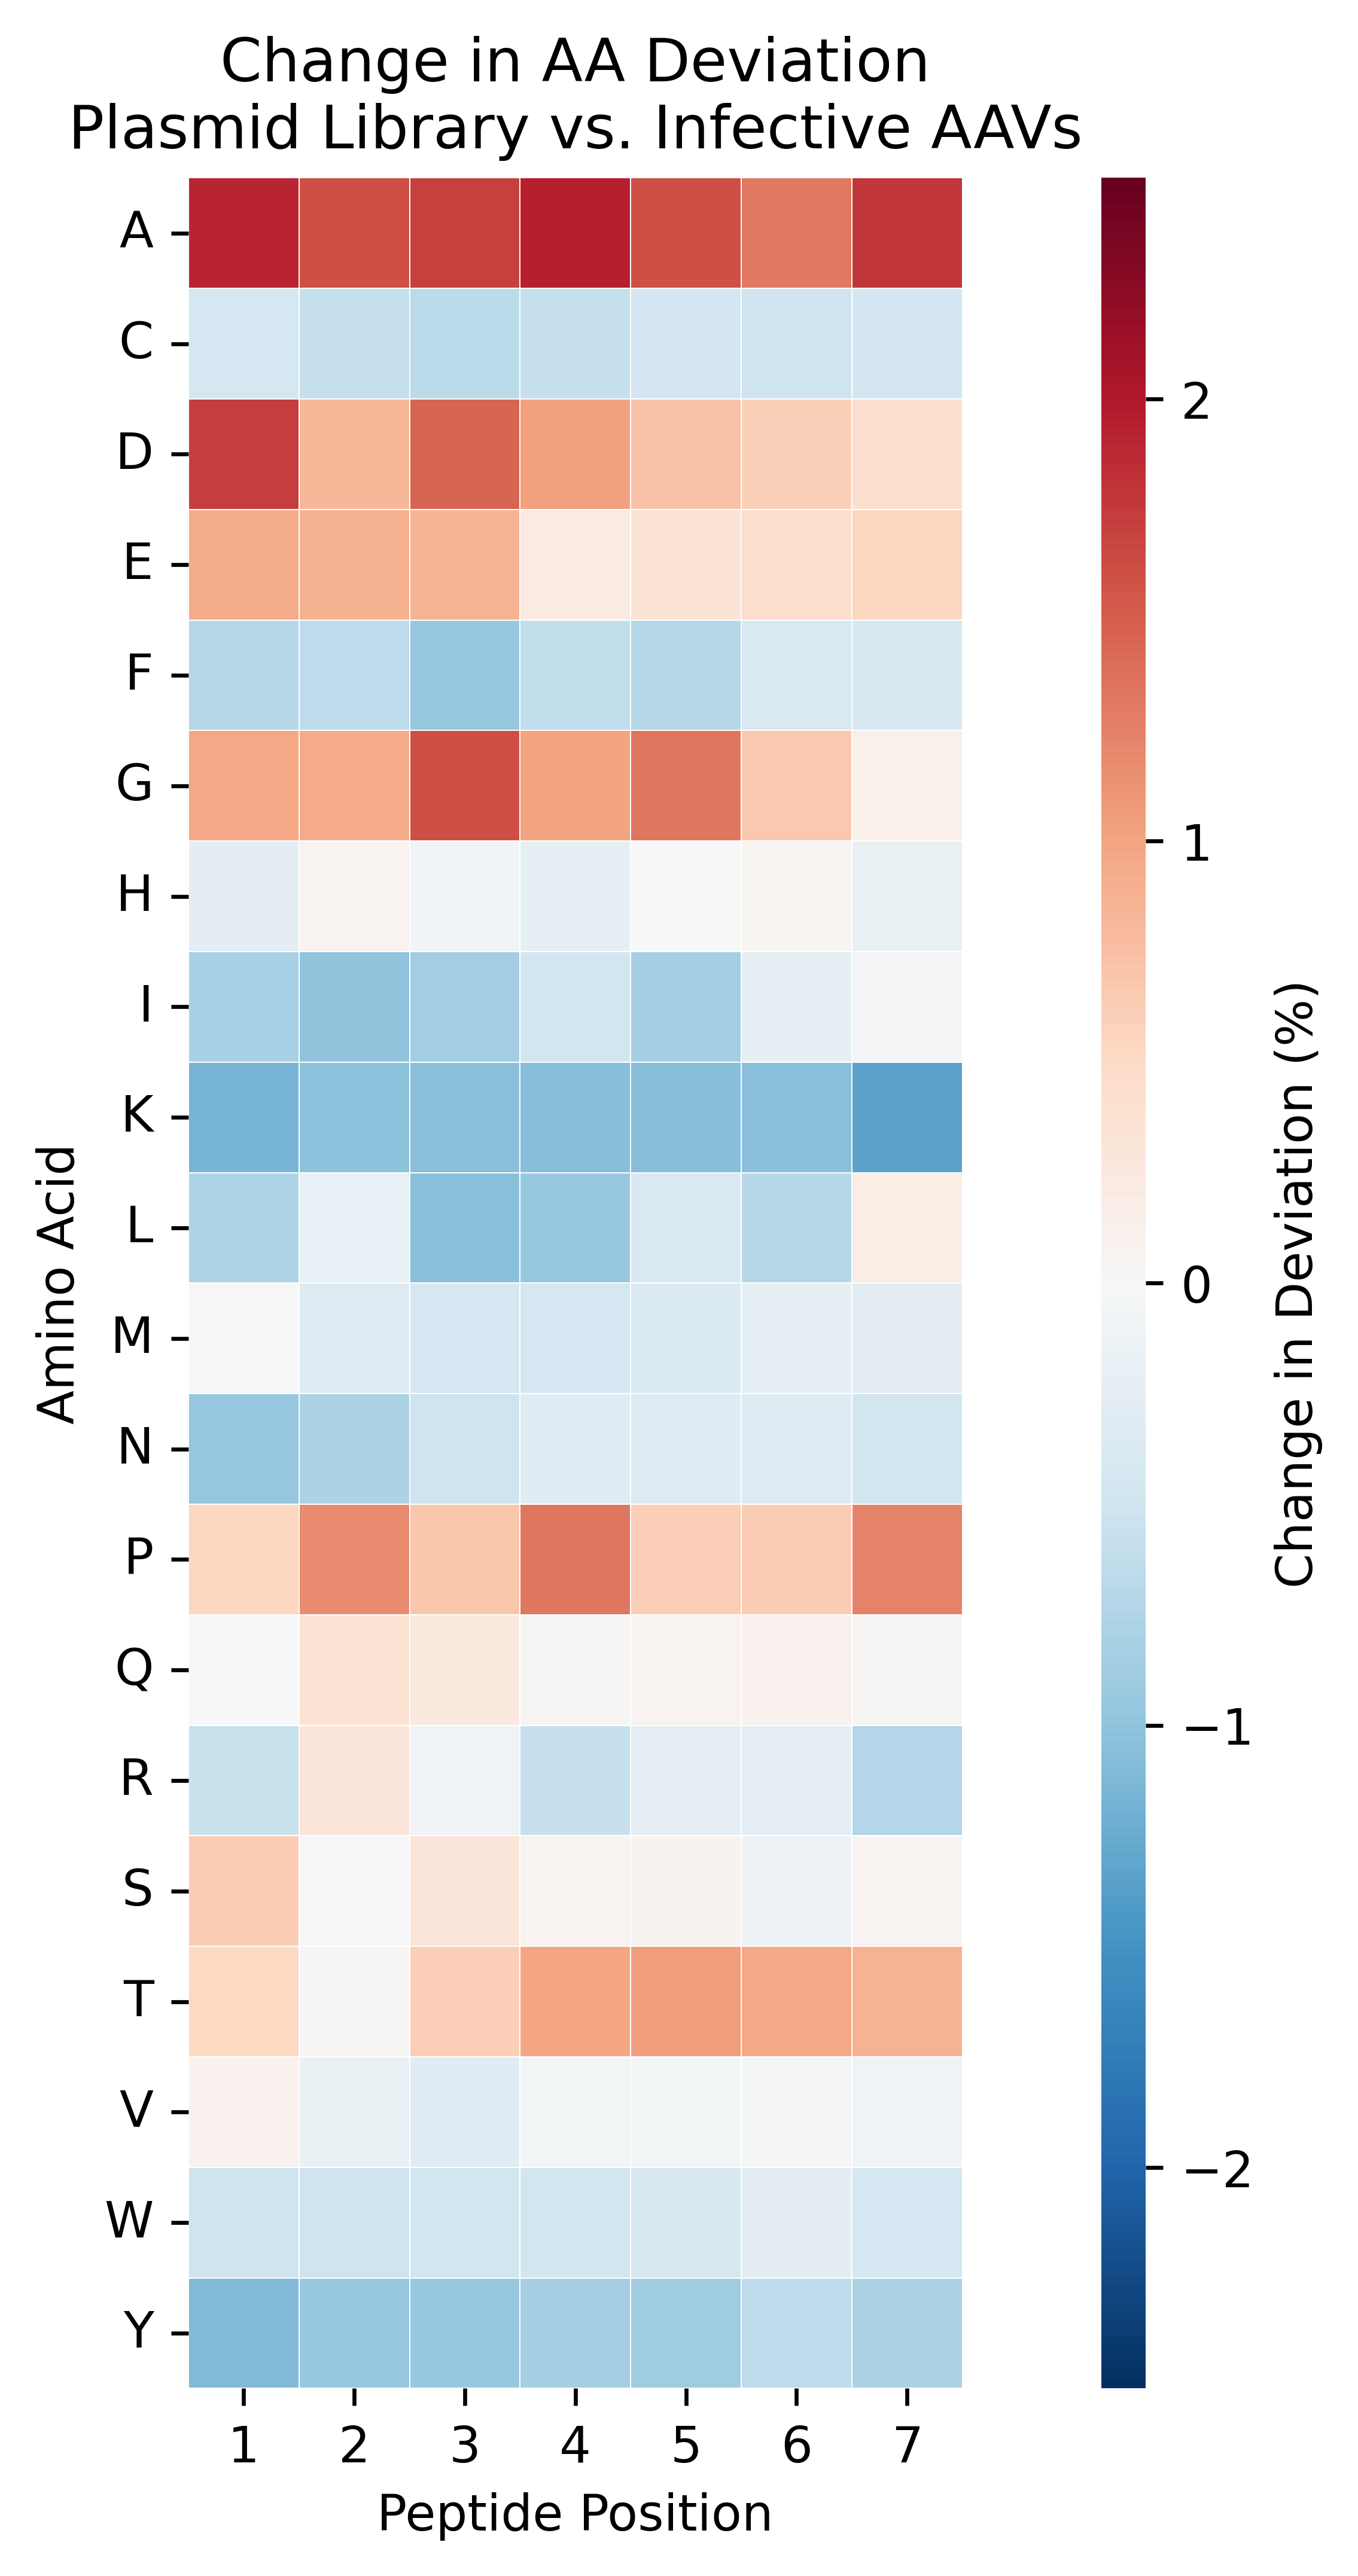 Change in AA Deviation
Plasmid Library vs. Infective AAVs
A
C
D
E
F
G
H
I
K
L
M
N
P
Q
R
S
T
V
W
Y
Amino Acid
1 2 3 4 5 6 7
Peptide Position
2
1
0
−1
−2
Change in Deviation (%)